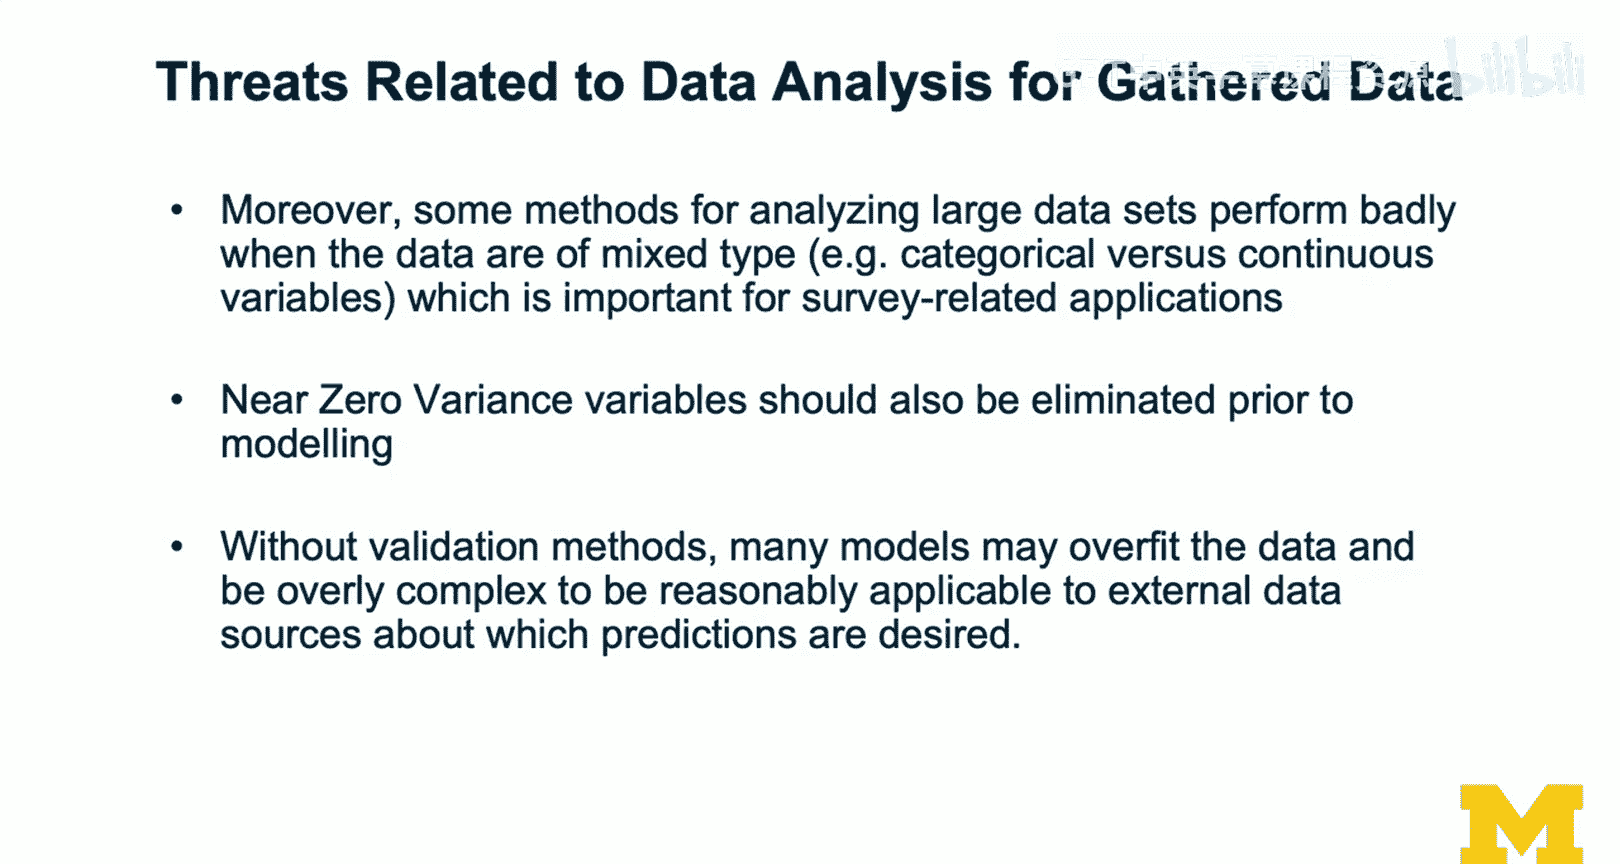 Threats Related to Data Analysis for Gathered Data
bilibili
• Moreover, some methods for analyzing large data sets perform badly
when the data are of mixed type (e.g. categorical versus continuous
variables) which is important for survey-related applications
• Near Zero Variance variables should also be eliminated prior to
modelling
• Without validation methods, many models may overfit the data and
be overly complex to be reasonably applicable to external data
sources about which predictions are desired.
M